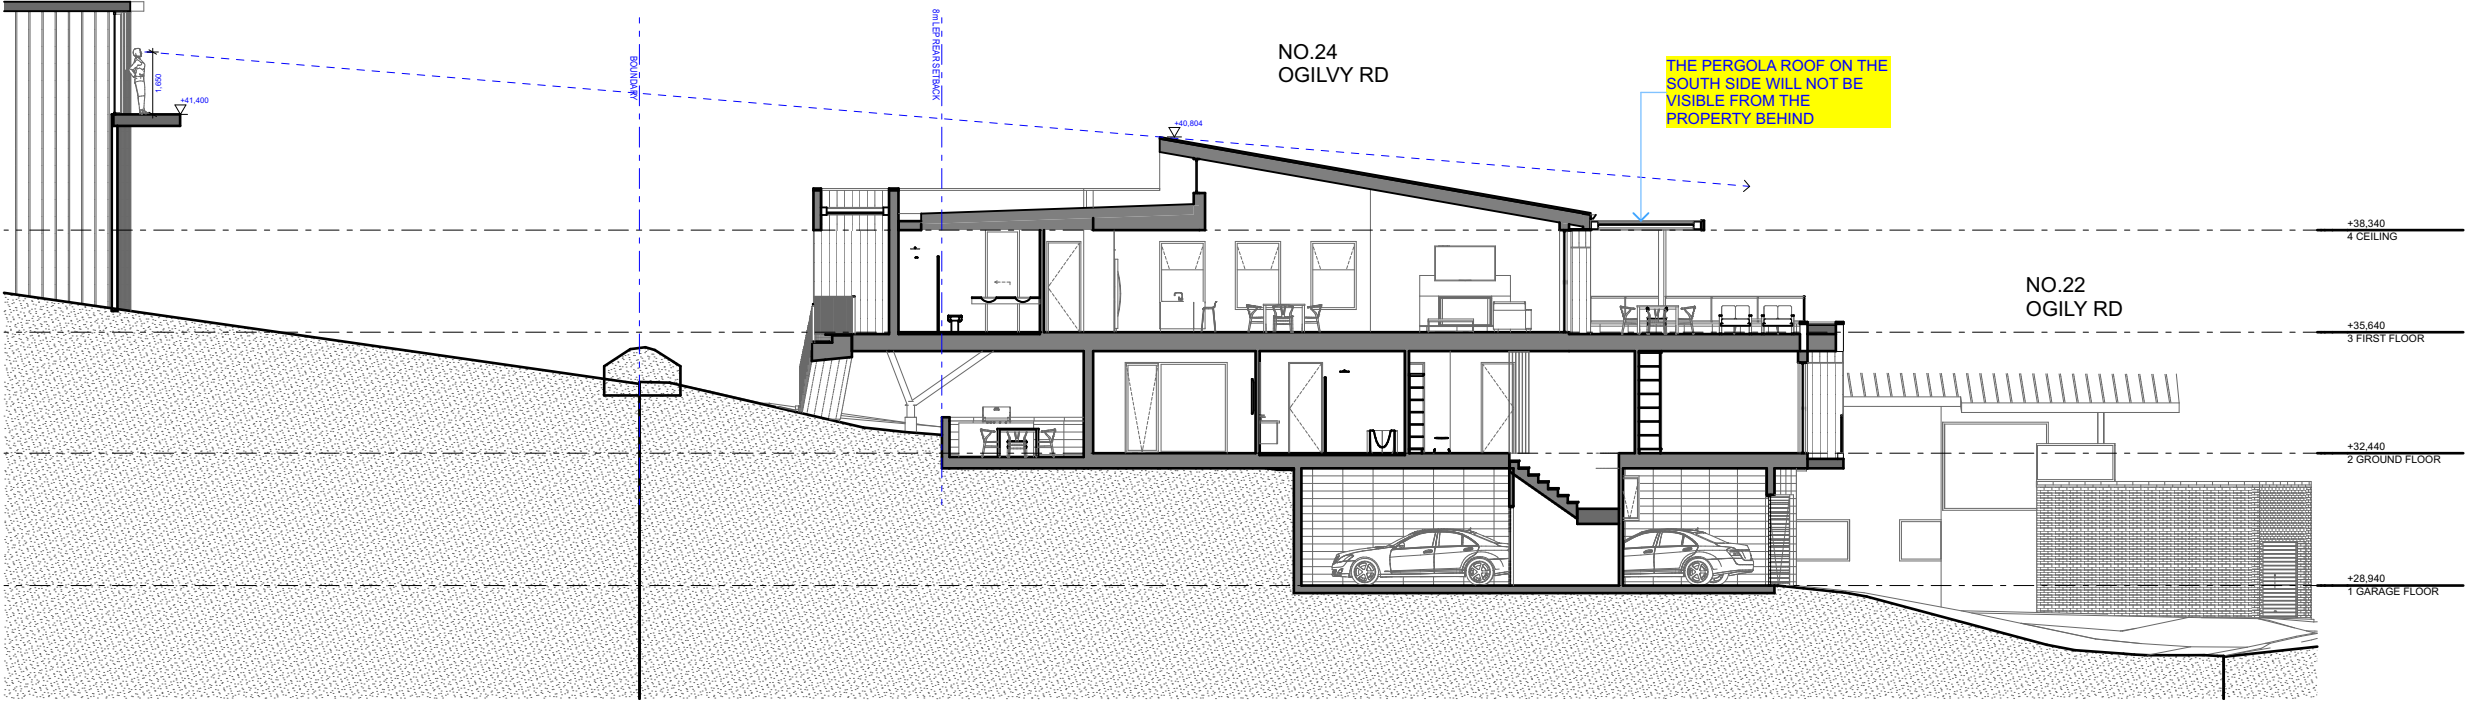 8m LEP REAR SETBACK
BOUNDARY
1,650
+41,400
NO.24
OGILVY RD
THE PERGOLA ROOF ON THE
SOUTH SIDE WILL NOT BE
VISIBLE FROM THE
PROPERTY BEHIND
+40,804
+38,340
4 CEILING
NO.22
OGILY RD
+35,640
3 FIRST FLOOR
+32,440
2 GROUND FLOOR
+28,940
1 GARAGE FLOOR